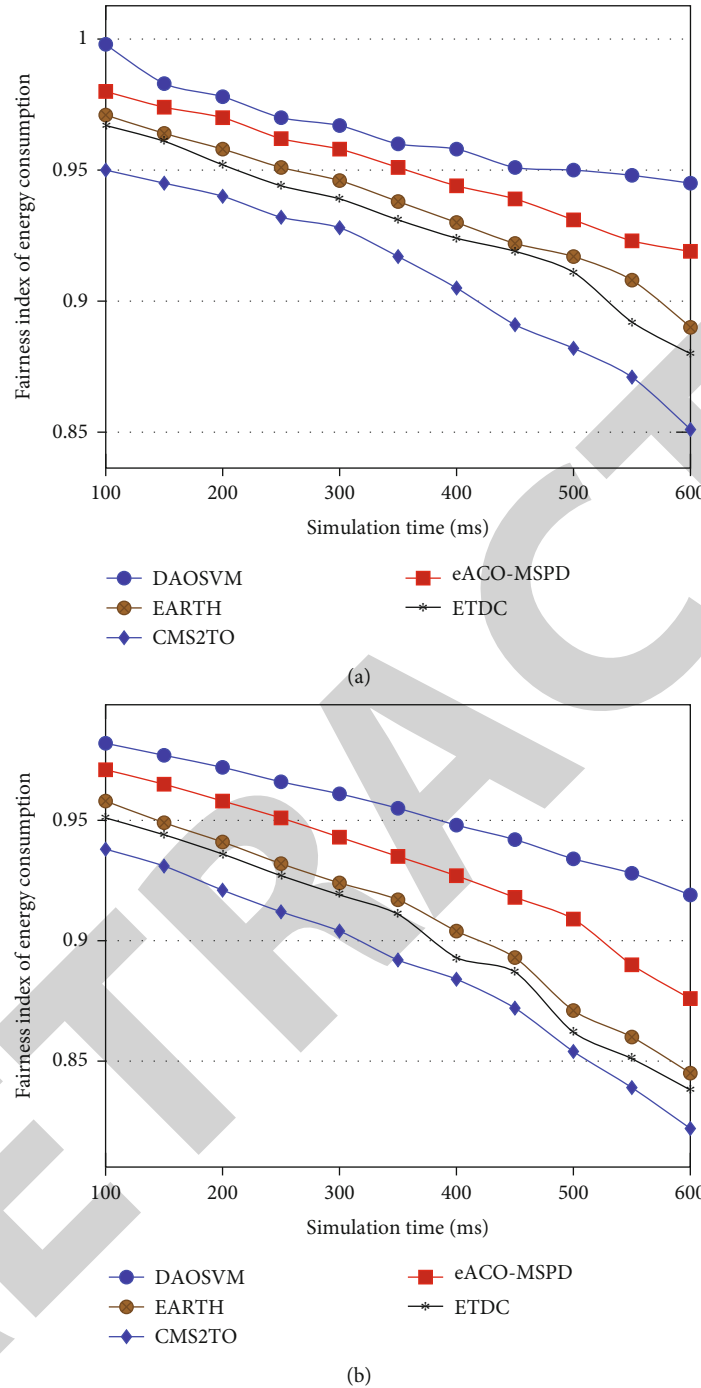 1
0.95
0.9
0.85
Fairness index of energy consumption
100 200 300 400 500 600
Simulation time (ms)
DAOSVM eACO-MSPD
EARTH ETDC
CMS2TO
(a)
0.95
0.9
0.85
Fairness index of energy consumption
100 200 300 400 500 600
Simulation time (ms)
DAOSVM eACO-MSPD
EARTH ETDC
CMS2TO
(b)
ETRACT